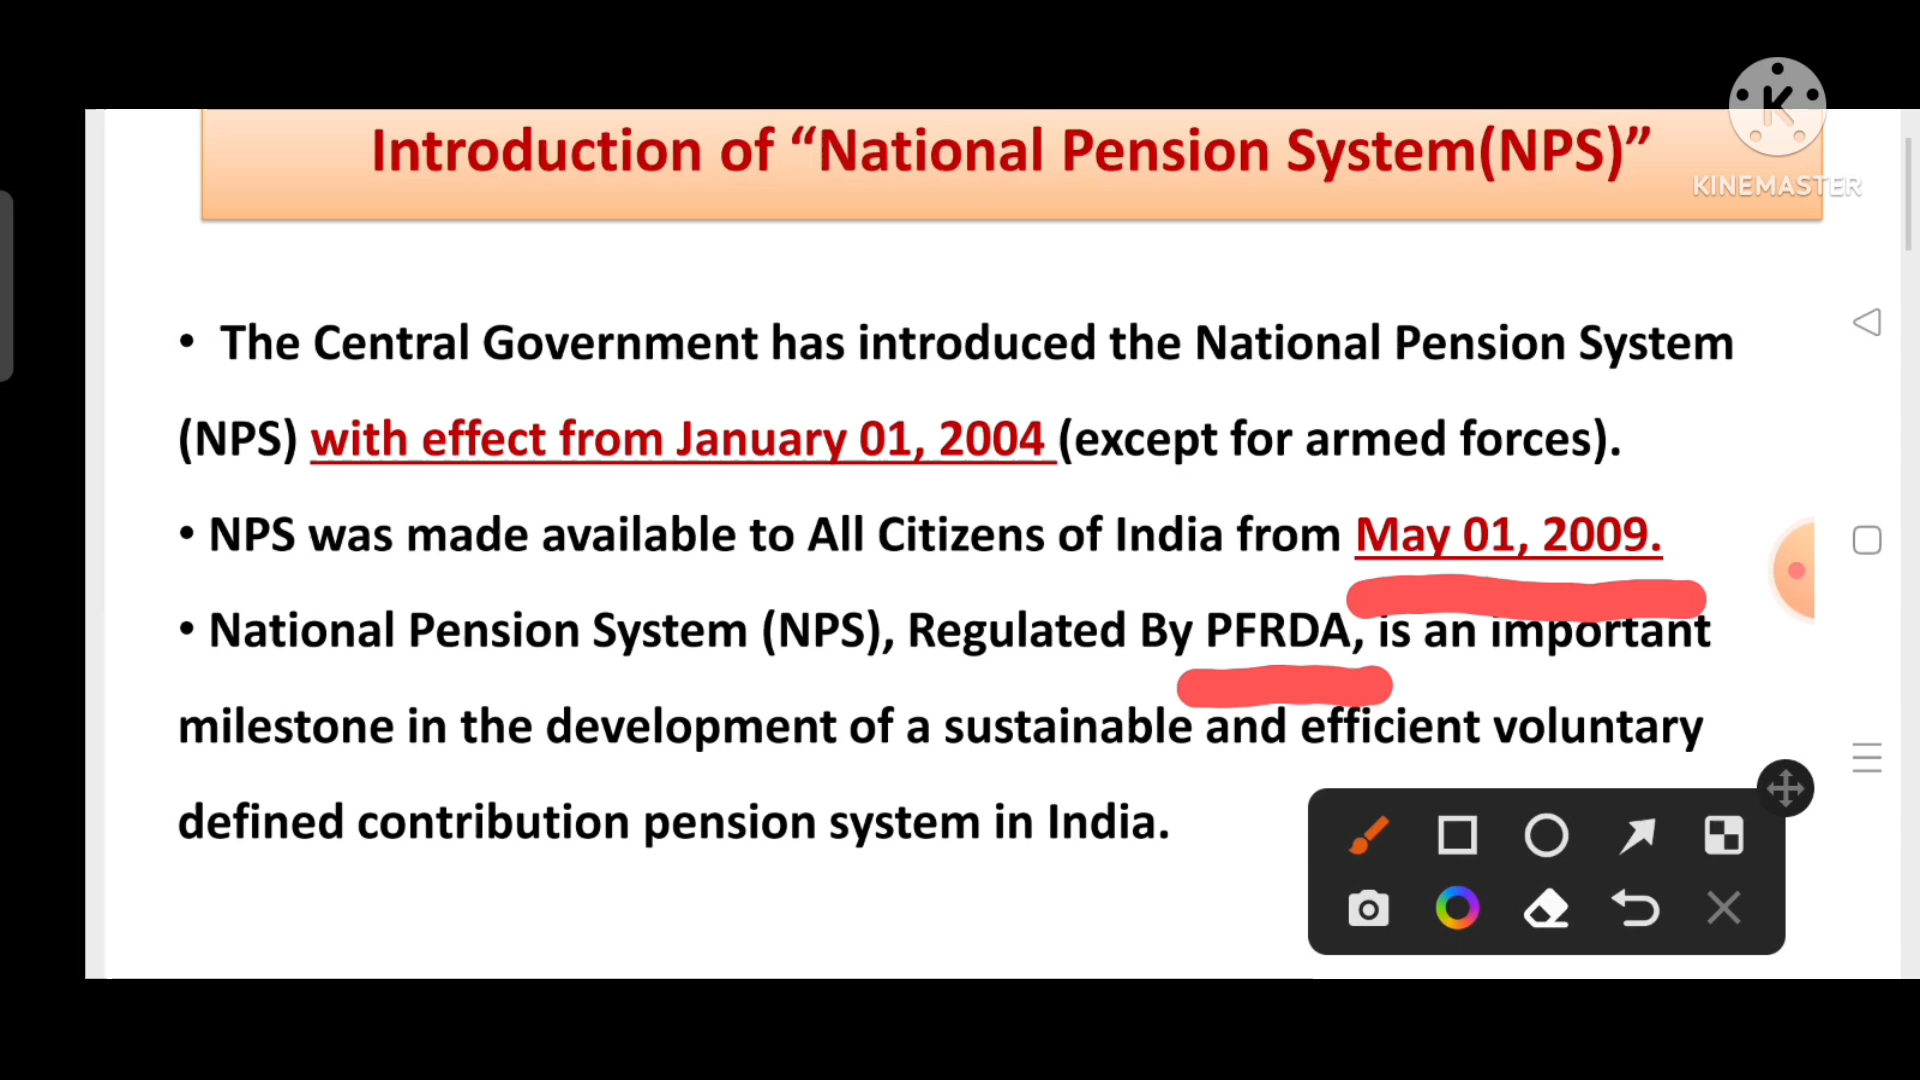 Introduction of “National Pension System(NPS)”
K
KINEMASTER
• The Central Government has introduced the National Pension System
(NPS) with effect from January 01, 2004 (except for armed forces).
• NPS was made available to All Citizens of India from May 01, 2009.
• National Pension System (NPS), Regulated By PFRDA, is an important
milestone in the development of a sustainable and efficient voluntary
defined contribution pension system in India.